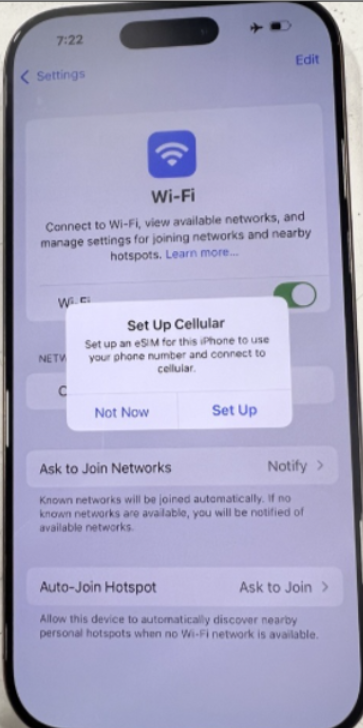 7:22
Settings
Edit
Wi-Fi
Connect to Wi-Fi, view available networks, and
manage settings for joining networks and nearby
hotspots. Learn more...
Wi-Fi
Set Up Cellular
Set up an eSIM for this iPhone to use
your phone number and connect to
cellular.
NETW
O
Not Now
Set Up
Ask to Join Networks
Notify
Known networks will be joined automatically. If no
known networks are available, you will be notified of
available networks.
Auto-Join Hotspot
Ask to Join
Allow this device to automatically discover nearby
personal hotspots when no Wi-Fi network is available.